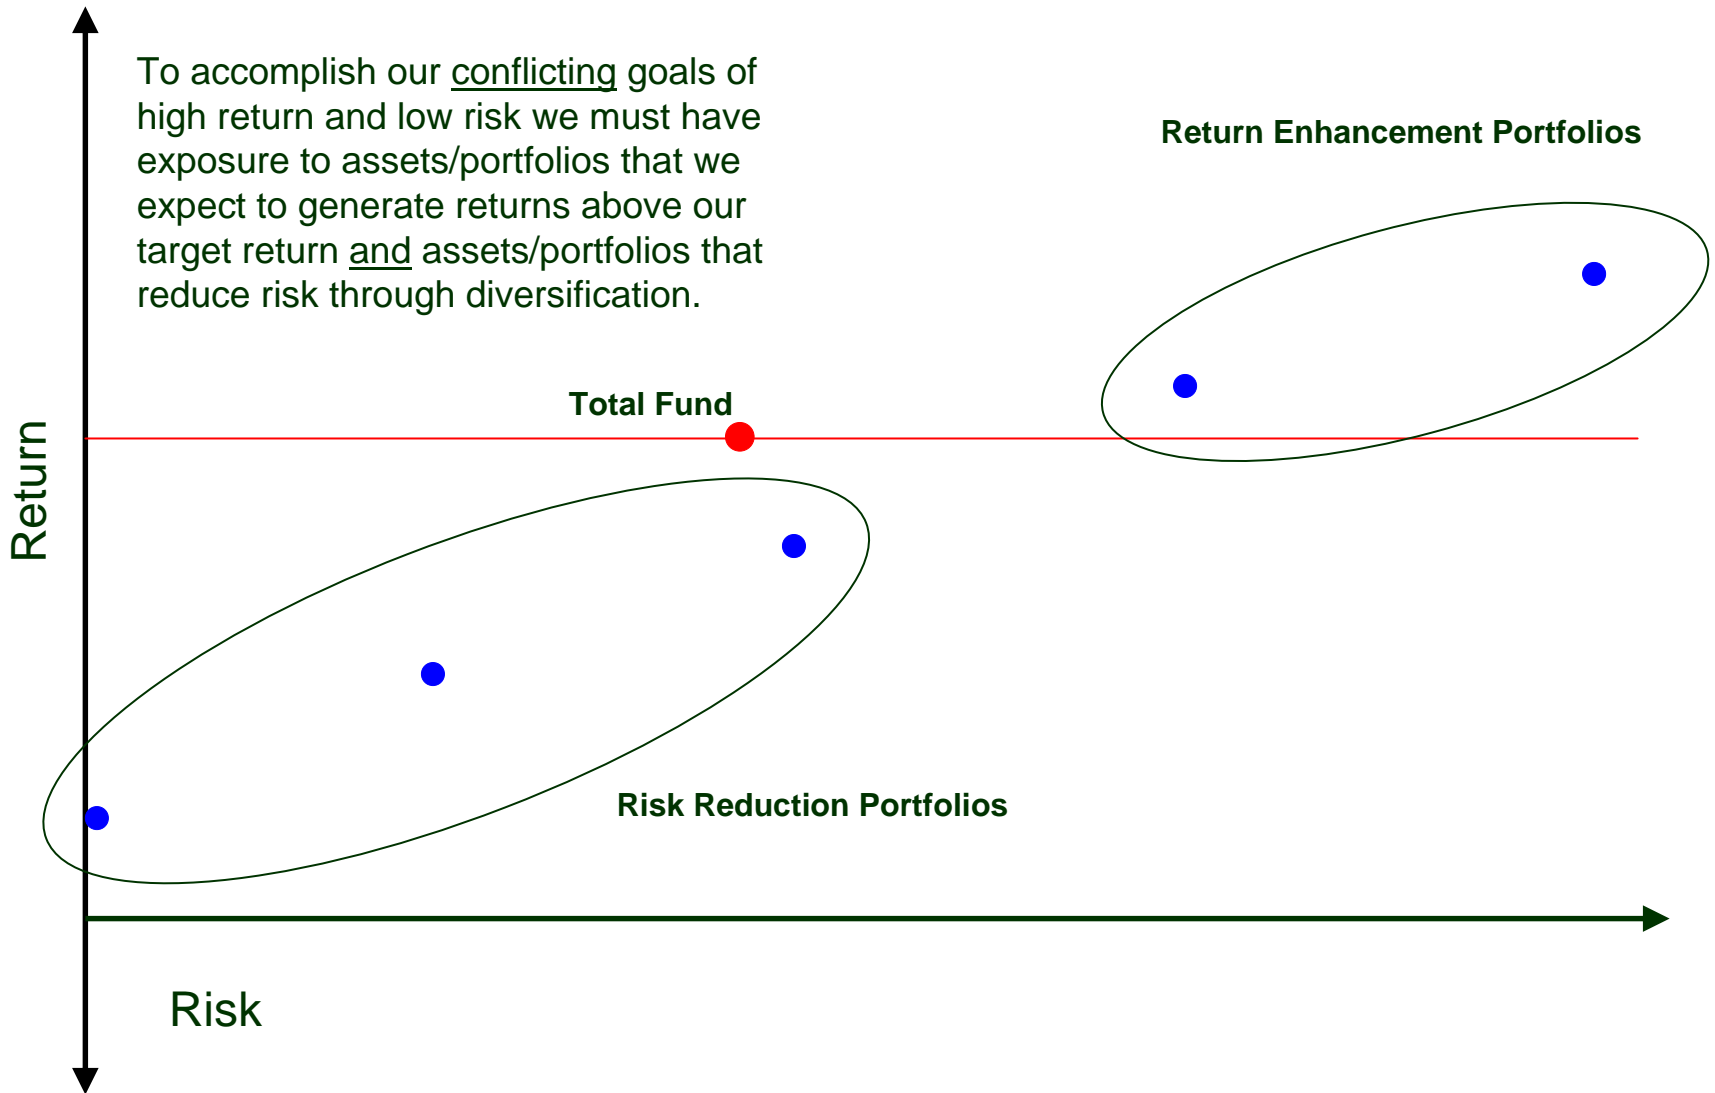 To accomplish our conflicting goals of
high return and low risk we must have
exposure to assets/portfolios that we
expect to generate returns above our
target return and assets/portfolios that
reduce risk through diversification.
Return Enhancement Portfolios
Total Fund
Return
Risk Reduction Portfolios
Risk